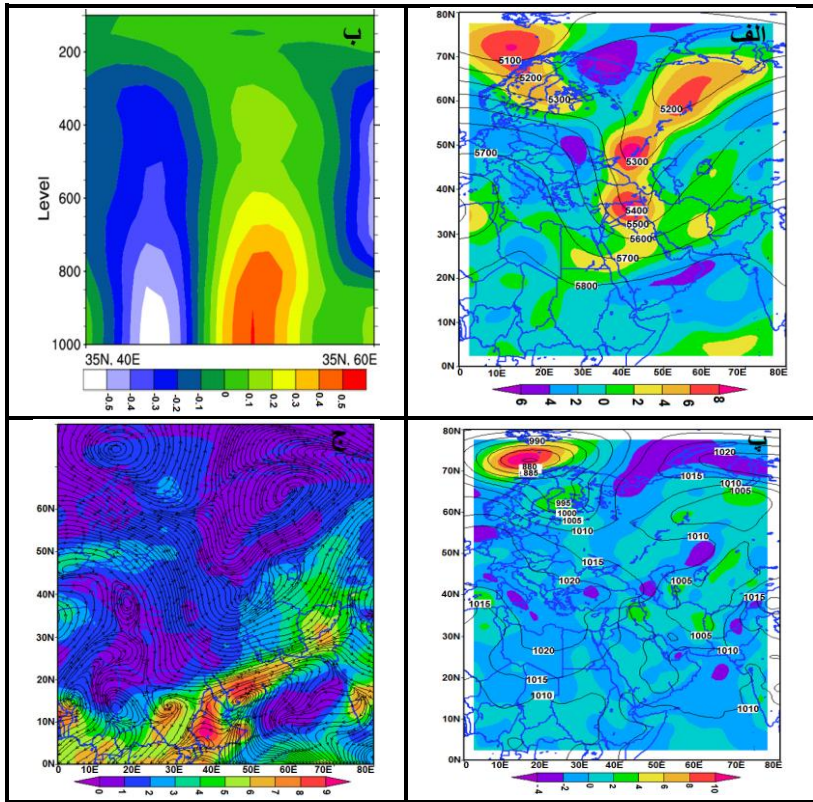 الف
80N
70N
60N
50N
40N
30N
20N
10N
0N
0 10E 20E 30E 40E 50E 60E 70E 80E
5100
5200
5300
5200
5700
5300
5400
5500
5600
5700
5800
6 4 2 0 2 4 6 8
ب
Level
200
400
600
800
1000
35N. 40E 35N. 60E
-0.5 -0.4 -0.3 -0.2 -0.1 0 0.1 0.2 0.3 0.4 0.5
پ
80N
70N
60N
50N
40N
30N
20N
10N
0N
0 10E 20E 30E 40E 50E 60E 70E 80E
990
880
885
1020
1015
1010
1005
995
1000
1005
1010
1010
1015
1020
1005
1015
1015
1005
1020
1010
1015
1010
1010
-4 -2 0 2 4 6 8 10
ج
60N
50N
40N
30N
20N
10N
0N
0 10E 20E 30E 40E 50E 60E 70E 80E
0 1 2 3 4 5 6 7 8 9